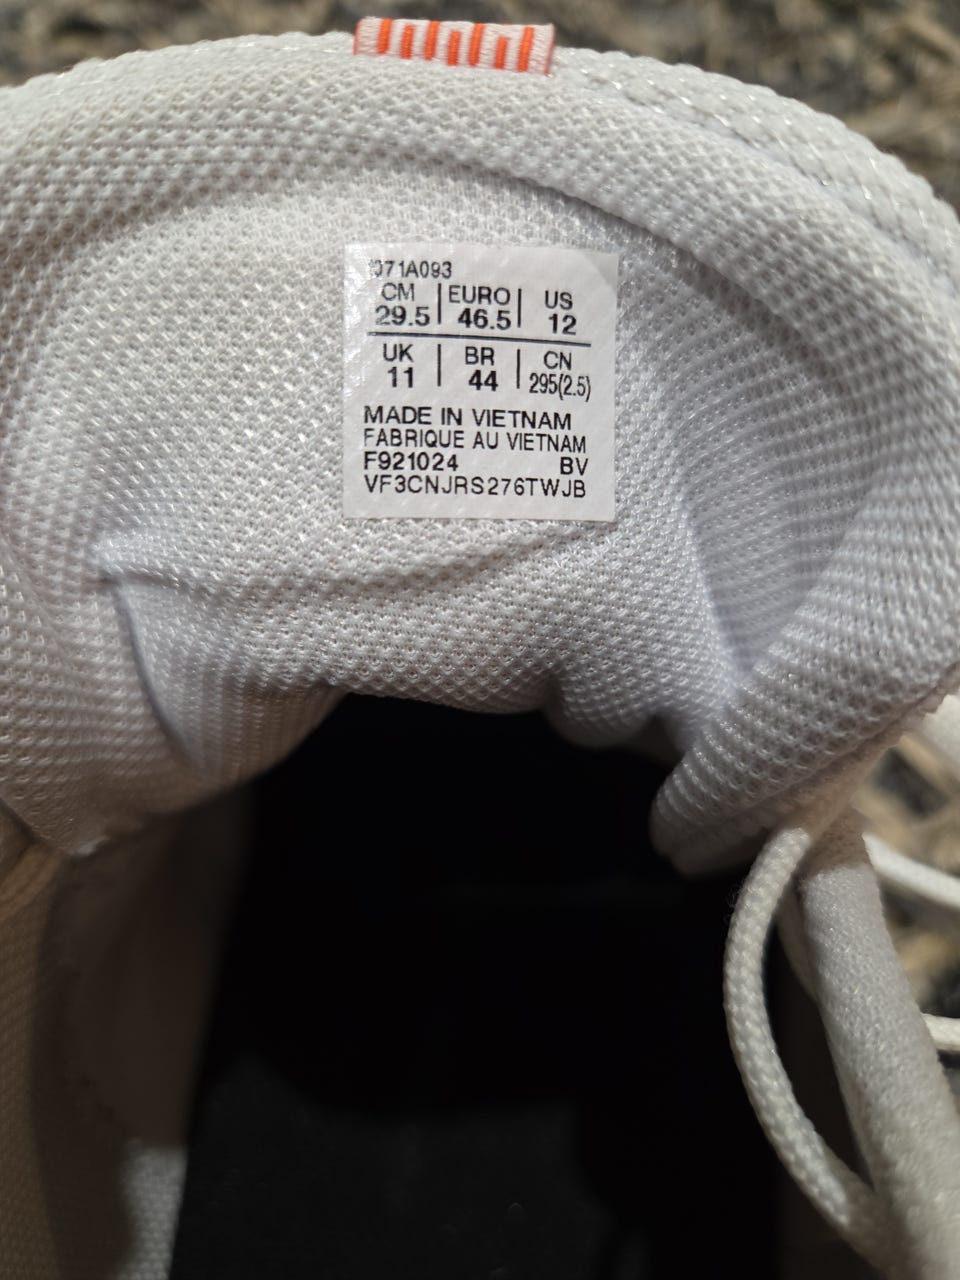 071A093
CM | EURO | US
29.5 | 46.5 | 12
UK | BR | CN
11 | 44 | 295(2.5)
MADE IN VIETNAM
FABRIQUE AU VIETNAM
F921024 BV
VF3CNJRS276TWJB